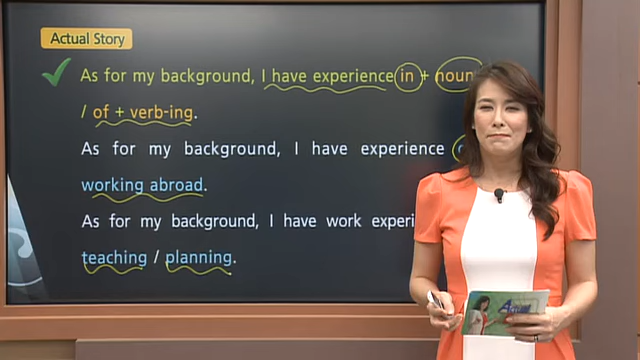 Actual Story
As for my background, I have experience in + noun
/ of + verb-ing.
As for my background, I have experience
working abroad.
As for my background, I have work
teaching / planning.